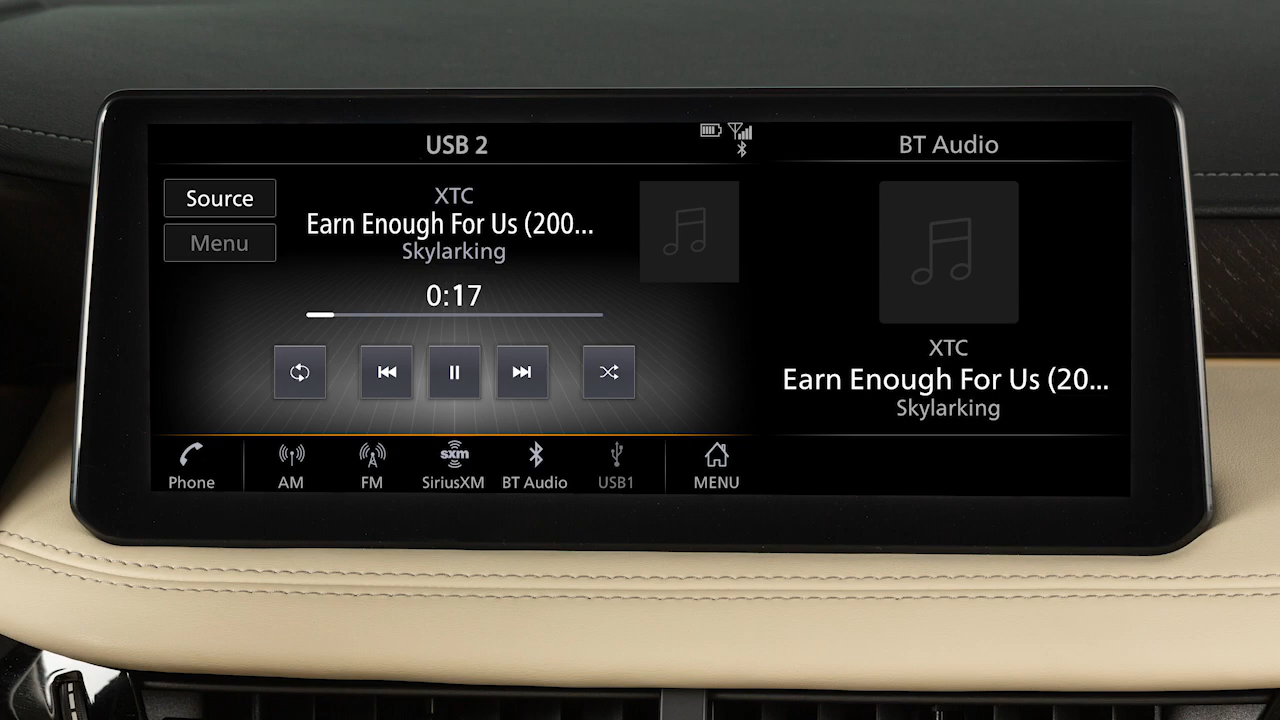 USB 2
Source
Menu
XTC
Earn Enough For Us (200...
Skylarking
0:17
Phone
AM
FM
sxm
SiriusXM
BT Audio
USB1
MENU
BT Audio
XTC
Earn Enough For Us (20...
Skylarking